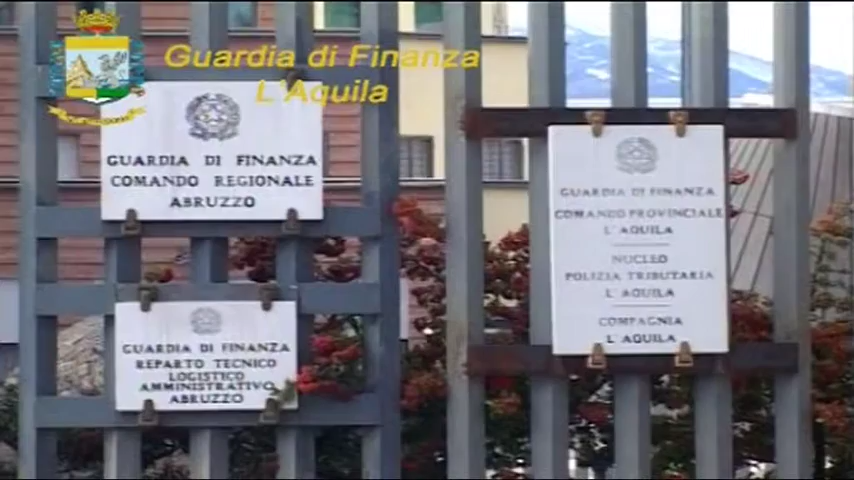 Guardia di Finanza
L'Aquila
GUARDIA DI FINANZA
COMANDO REGIONALE
ABRUZZO
GUARDIA DI FINANZA
REPARTO TECNICO
LOGISTICO
AMMINISTRATIVO
ABRUZZO
GUARDIA DI FINANZA
COMANDO PROVINCIALE
L'AQUILA
NUCLEO
POLIZIA TRIBUTARIA
L'AQUILA
COMPAGNIA
L'AQUILA